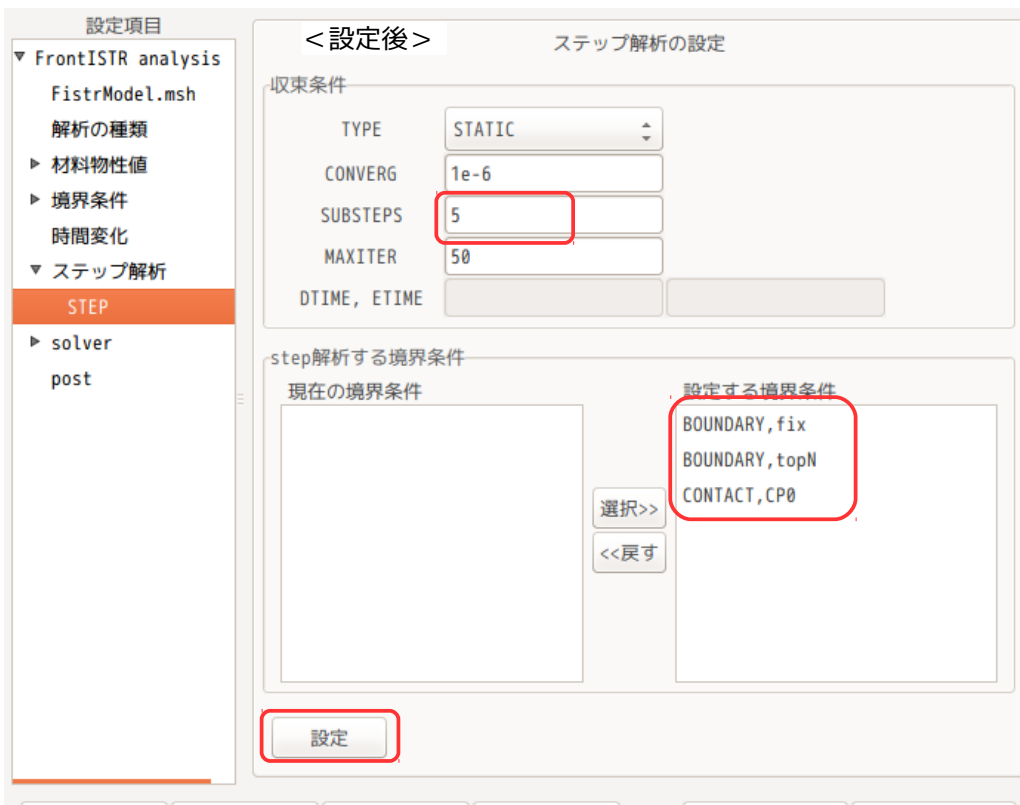 設定項目
FrontISTR analysis
FistrModel.msh
解析の種類
材料物性値
境界条件
時間変化
ステップ解析
STEP
solver
post
＜設定後＞
ステップ解析の設定
収束条件
TYPE STATIC
CONVERG 1e-6
SUBSTEPS 5
MAXITER 50
DTIME, ETIME
step解析する境界条件
現在の境界条件
設定する境界条件
BOUNDARY,fix
BOUNDARY,topN
CONTACT,CP0
選択>>
<<戻す
設定